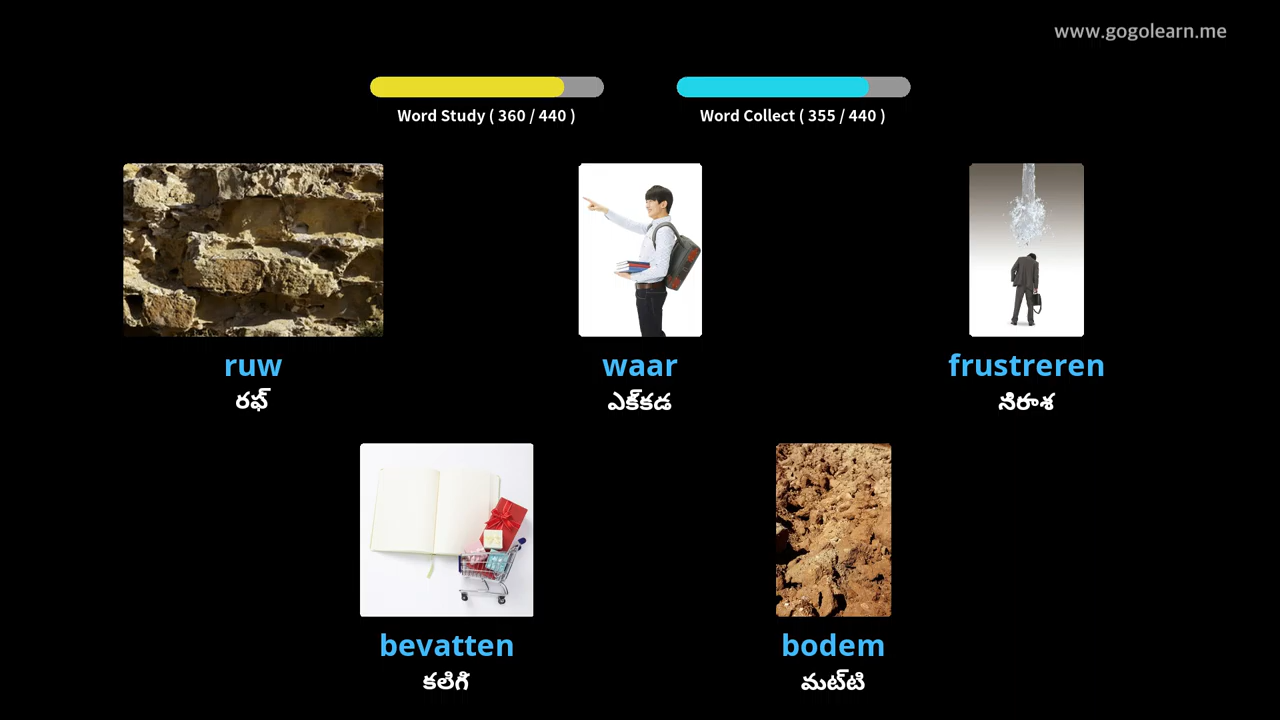 www.gogolearn.me
Word Study ( 360 / 440 )
Word Collect ( 355 / 440 )
ruw
రఫ్
waar
ఎక్కడ
frustreren
నిరాశ
bevatten
కలిగి
bodem
మట్టి